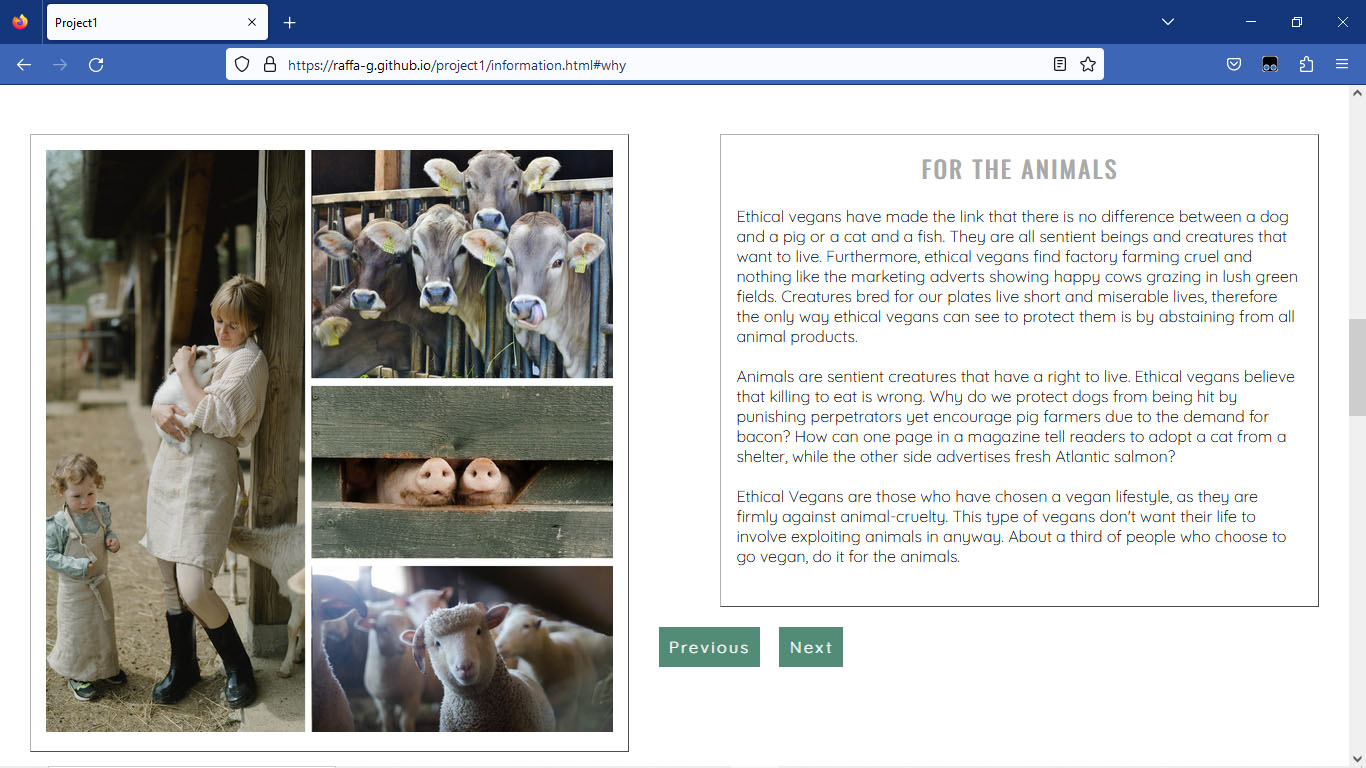 Project1
https://raffa-g.github.io/project1/information.html#why
FOR THE ANIMALS
Ethical vegans have made the link that there is no difference between a dog
and a pig or a cat and a fish. They are all sentient beings and creatures that
want to live. Furthermore, ethical vegans find factory farming cruel and
nothing like the marketing adverts showing happy cows grazing in lush green
fields. Creatures bred for our plates live short and miserable lives, therefore
the only way ethical vegans can see to protect them is by abstaining from all
animal products.
Animals are sentient creatures that have a right to live. Ethical vegans believe
that killing to eat is wrong. Why do we protect dogs from being hit by
punishing perpetrators yet encourage pig farmers due to the demand for
bacon? How can one page in a magazine tell readers to adopt a cat from a
shelter, while the other side advertises fresh Atlantic salmon?
Ethical Vegans are those who have chosen a vegan lifestyle, as they are
firmly against animal-cruelty. This type of vegans don't want their life to
involve exploiting animals in anyway. About a third of people who choose to
go vegan, do it for the animals.
Previous
Next